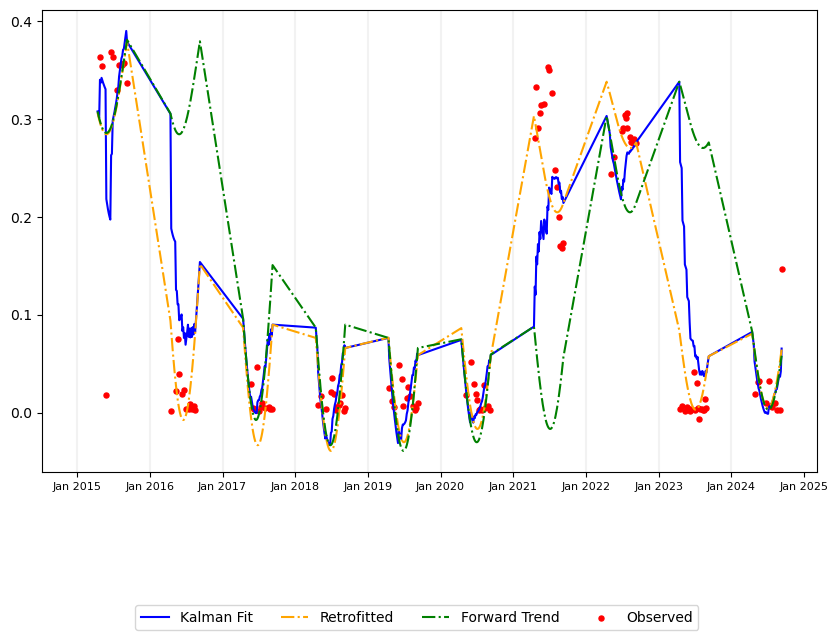 0.4
0.3
0.2
0.1
0.0
Jan 2015 Jan 2016 Jan 2017 Jan 2018 Jan 2019 Jan 2020 Jan 2021 Jan 2022 Jan 2023 Jan 2024 Jan 2025
Kalman Fit Retrofitted Forward Trend Observed